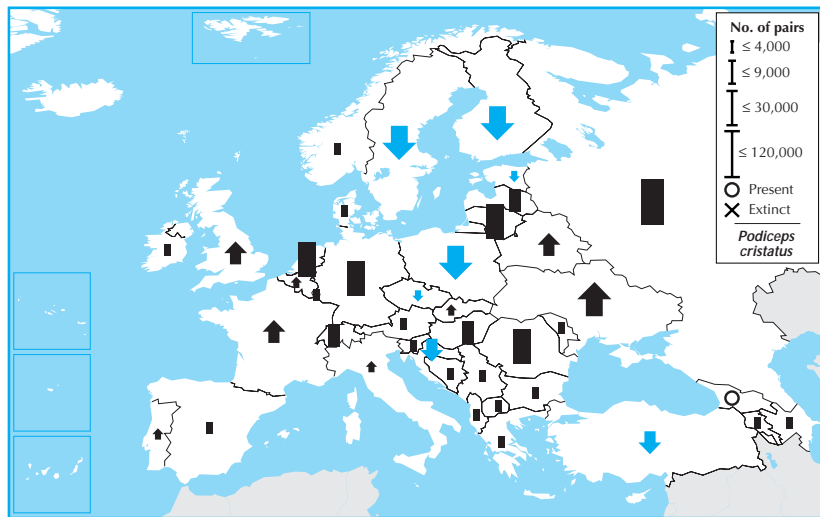 No. of pairs
≤ 4,000
≤ 9,000
≤ 30,000
≤ 120,000
Present
Extinct
Podiceps
cristatus